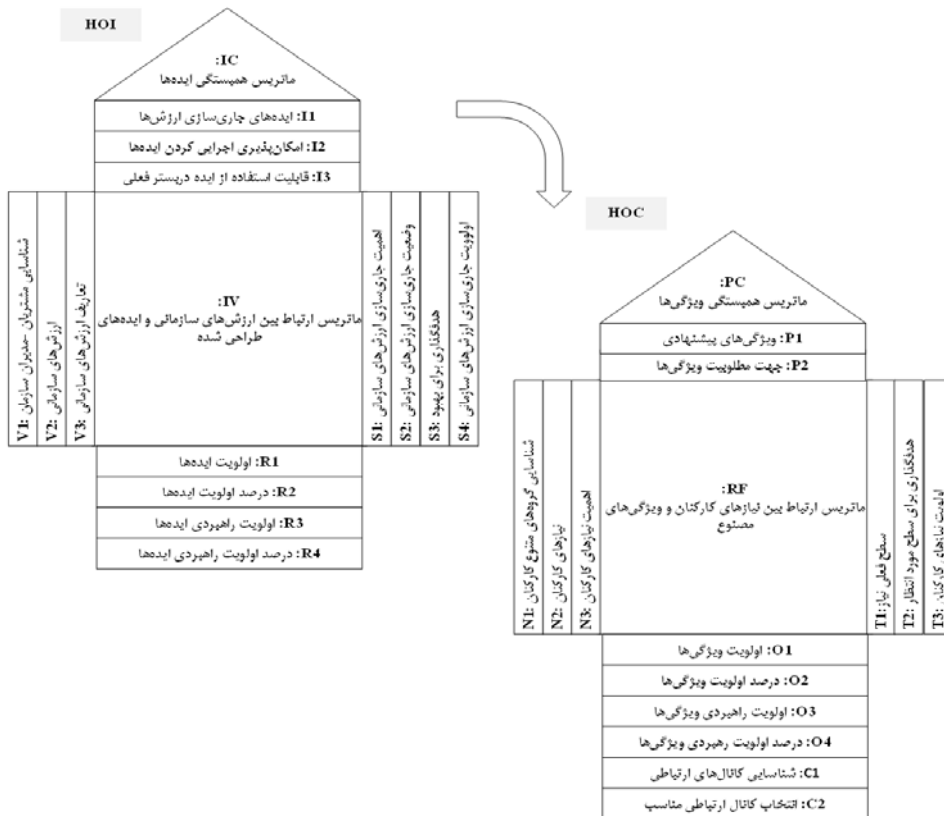 HOI
IC:
ماتریس همبستگی ایده‌ها
I1: ایده‌های جاری‌سازی ارزش‌ها
I2: امکان‌پذیری اجرایی کردن ایده‌ها
I3: قابلیت استفاده از ایده دربستر فعلی
V1: شناسایی مشتریان -مدیران سازمان
V2: ارزش‌های سازمانی
V3: تعاریف ارزش‌های سازمانی
IV:
ماتریس ارتباط بین ارزش‌های سازمانی و ایده‌های
طراحی شده
S1: اهمیت جاری‌سازی ارزش‌های سازمانی
S2: وضعیت جاری‌سازی ارزش‌های سازمانی
S3: هدفگذاری برای بهبود
S4: اولوویت جاری‌سازی ارزش‌های سازمانی
R1: اولویت ایده‌ها
R2: درصد اولویت ایده‌ها
R3: اولویت راهبردی ایده‌ها
R4: درصد اولویت راهبردی ایده‌ها
HOC
PC:
ماتریس همبستگی ویژگی‌ها
P1: ویژگی‌های پیشنهادی
P2: جهت مطلوبیت ویژگی‌ها
N1: شناسایی گروه‌های متنوع کارکنان
N2: نیازهای کارکنان
N3: اهمیت نیازهای کارکنان
RF:
ماتریس ارتباط بین نیازهای کارکنان و ویژگی‌های
مصنوع
T1: سطح فعلی نیاز
T2: هدفگذاری برای سطح مورد انتظار
T3: اولویت نیازهای کارکنان
O1: اولویت ویژگی‌ها
O2: درصد اولویت ویژگی‌ها
O3: اولویت راهبردی ویژگی‌ها
O4: درصد اولویت رهبردی ویژگی‌ها
C1: شناسایی کانال‌های ارتباطی
C2: انتخاب کانال ارتباطی مناسب